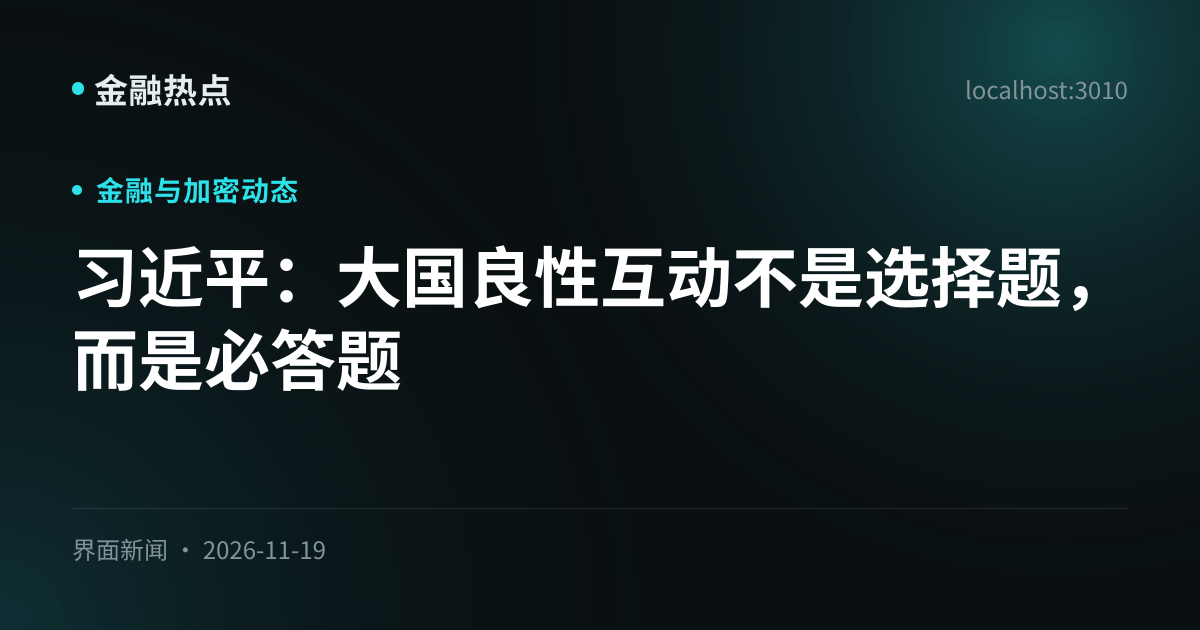 金融热点
localhost:3010
金融与加密动态
习近平：大国良性互动不是选择题，
而是必答题
界面新闻 · 2026-11-19